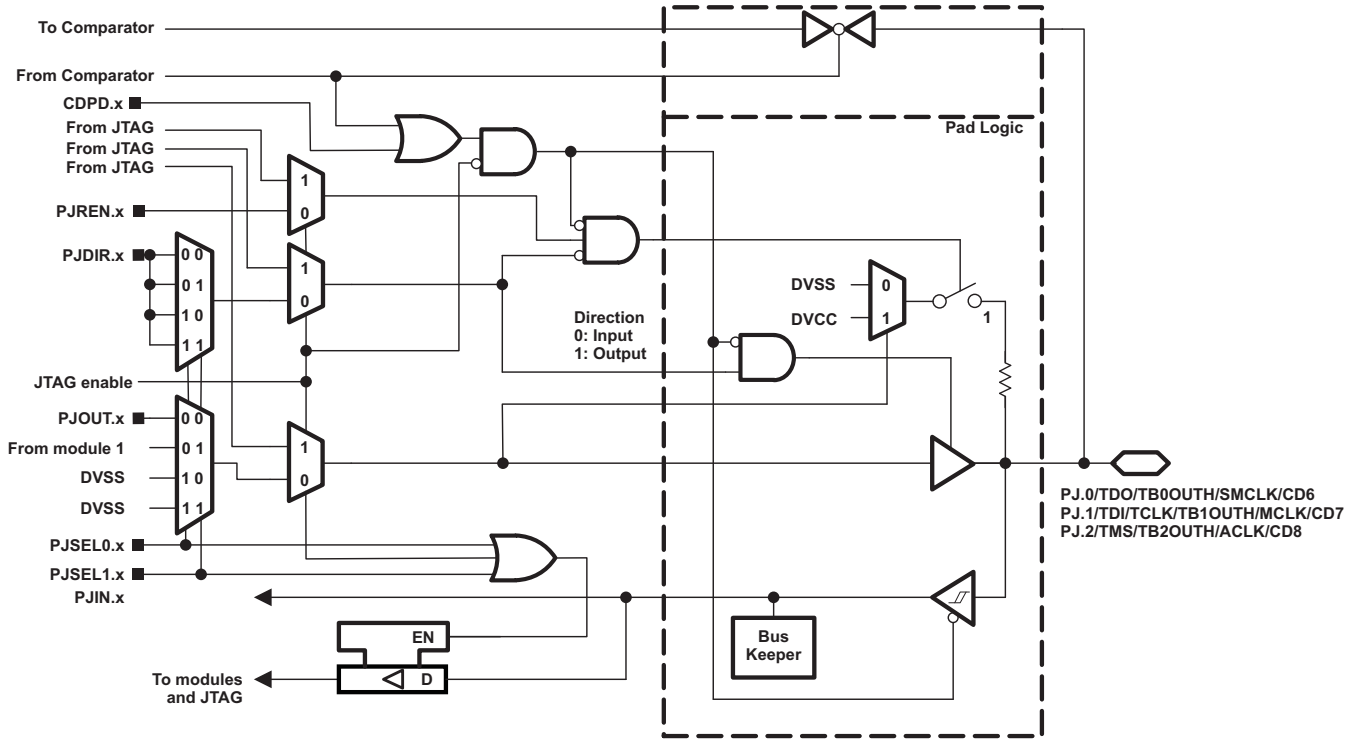 To Comparator
From Comparator
CDPD.x
From JTAG
From JTAG
From JTAG
Pad Logic
1
0
PJREN.x
PJDIR.x
0 0
0 1
1 0
1 1
1
0
Direction
0: Input
1: Output
DVSS
DVCC
0
1
1
JTAG enable
PJOUT.x
From module 1
DVSS
DVSS
0 0
0 1
1 0
1 1
1
0
PJ.0/TDO/TB0OUTH/SMCLK/CD6
PJ.1/TDI/TCLK/TB1OUTH/MCLK/CD7
PJ.2/TMS/TB2OUTH/ACLK/CD8
PJSEL0.x
PJSEL1.x
PJIN.x
EN
D
Bus
Keeper
To modules
and JTAG